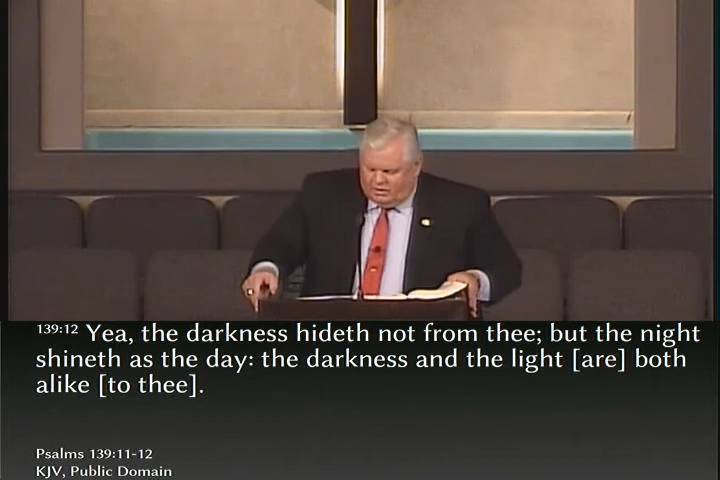 139:12 Yea, the darkness hideth not from thee; but the night
shineth as the day: the darkness and the light [are] both
alike [to thee].
Psalms 139:11-12
KJV, Public Domain